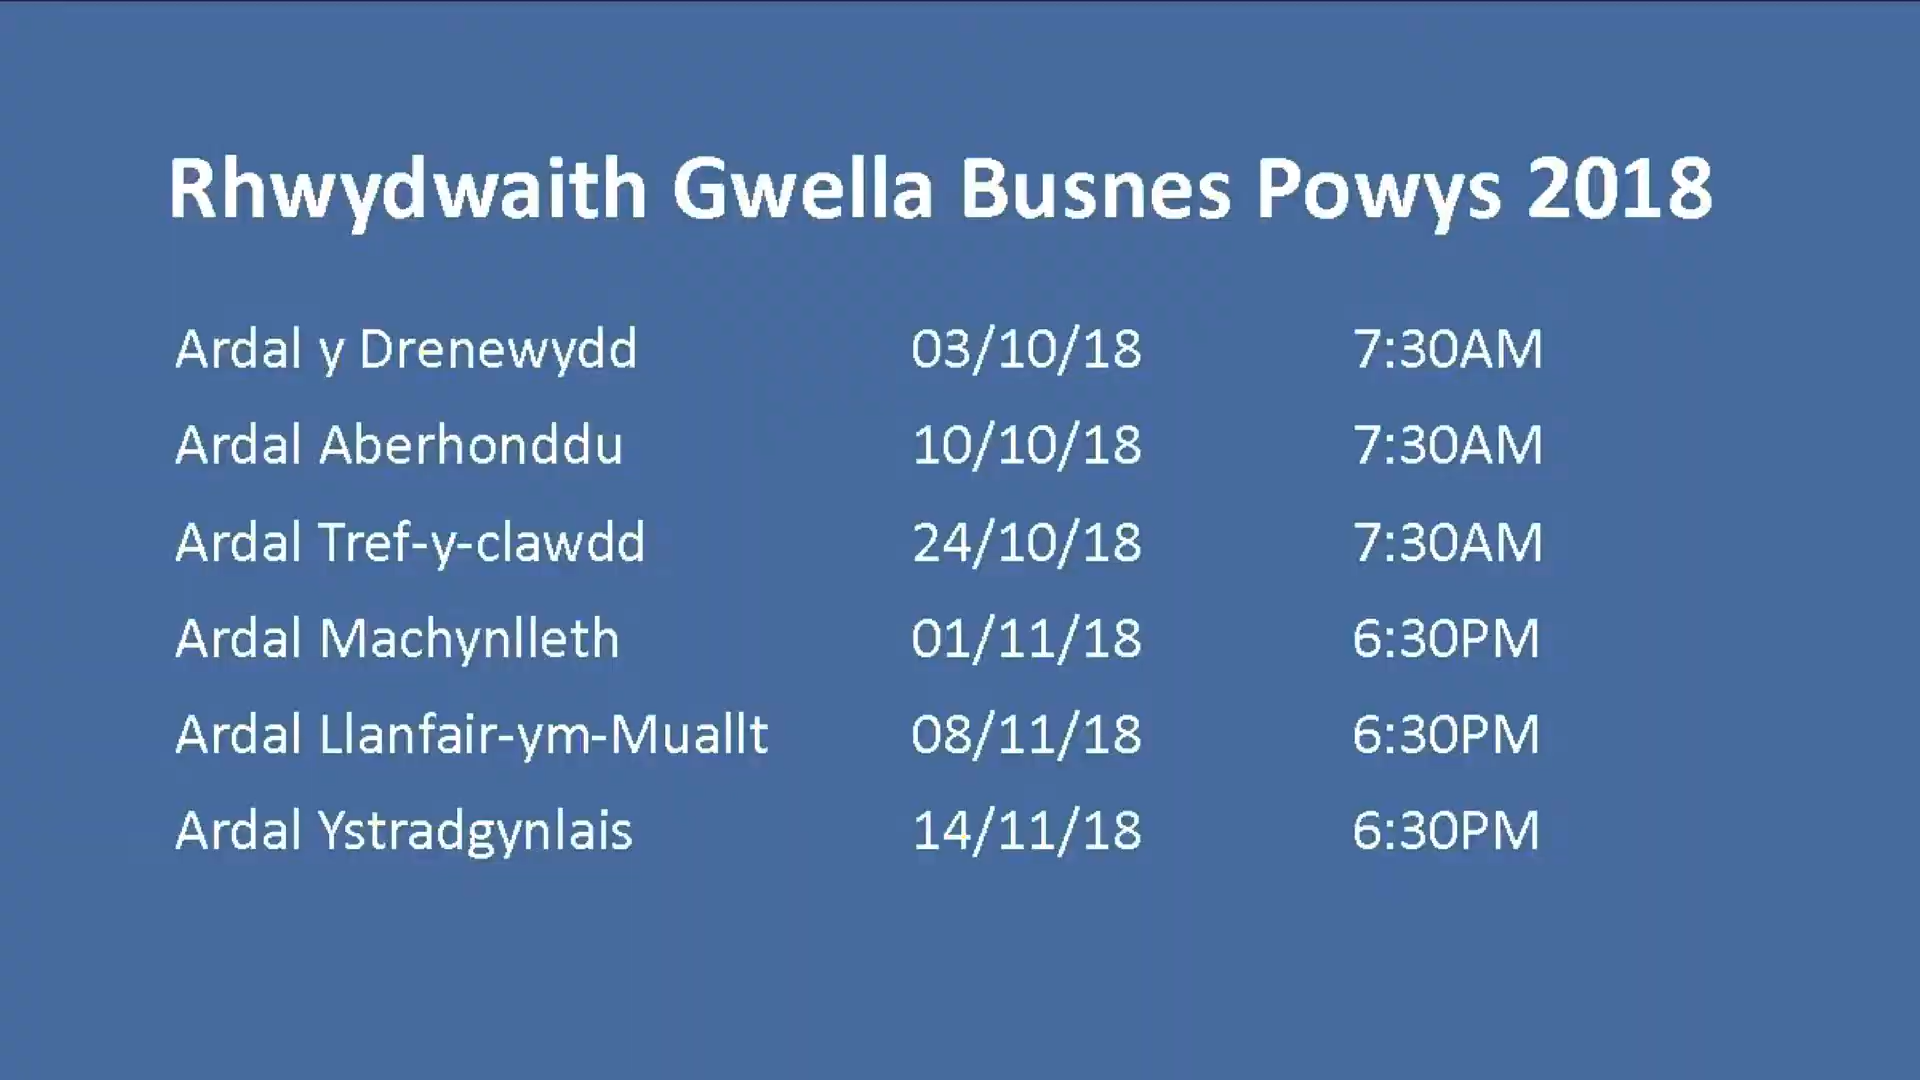 Rhwydwaith Gwella Busnes Powys 2018
Ardal y Drenewydd 03/10/18 7:30AM
Ardal Aberhonddu 10/10/18 7:30AM
Ardal Tref-y-clawdd 24/10/18 7:30AM
Ardal Machynlleth 01/11/18 6:30PM
Ardal Llanfair-ym-Muallt 08/11/18 6:30PM
Ardal Ystradgynlais 14/11/18 6:30PM